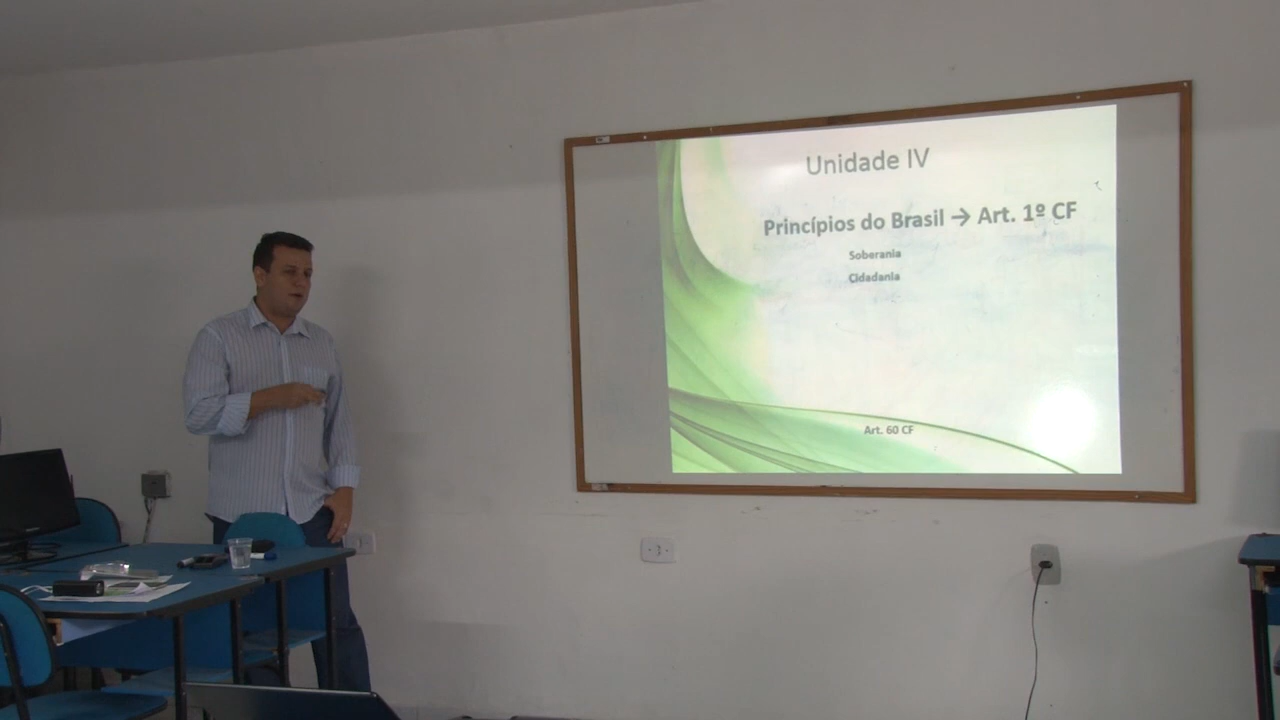 Unidade IV
Princípios do Brasil → Art. 1º CF
Soberania
Cidadania
Art. 60 CF